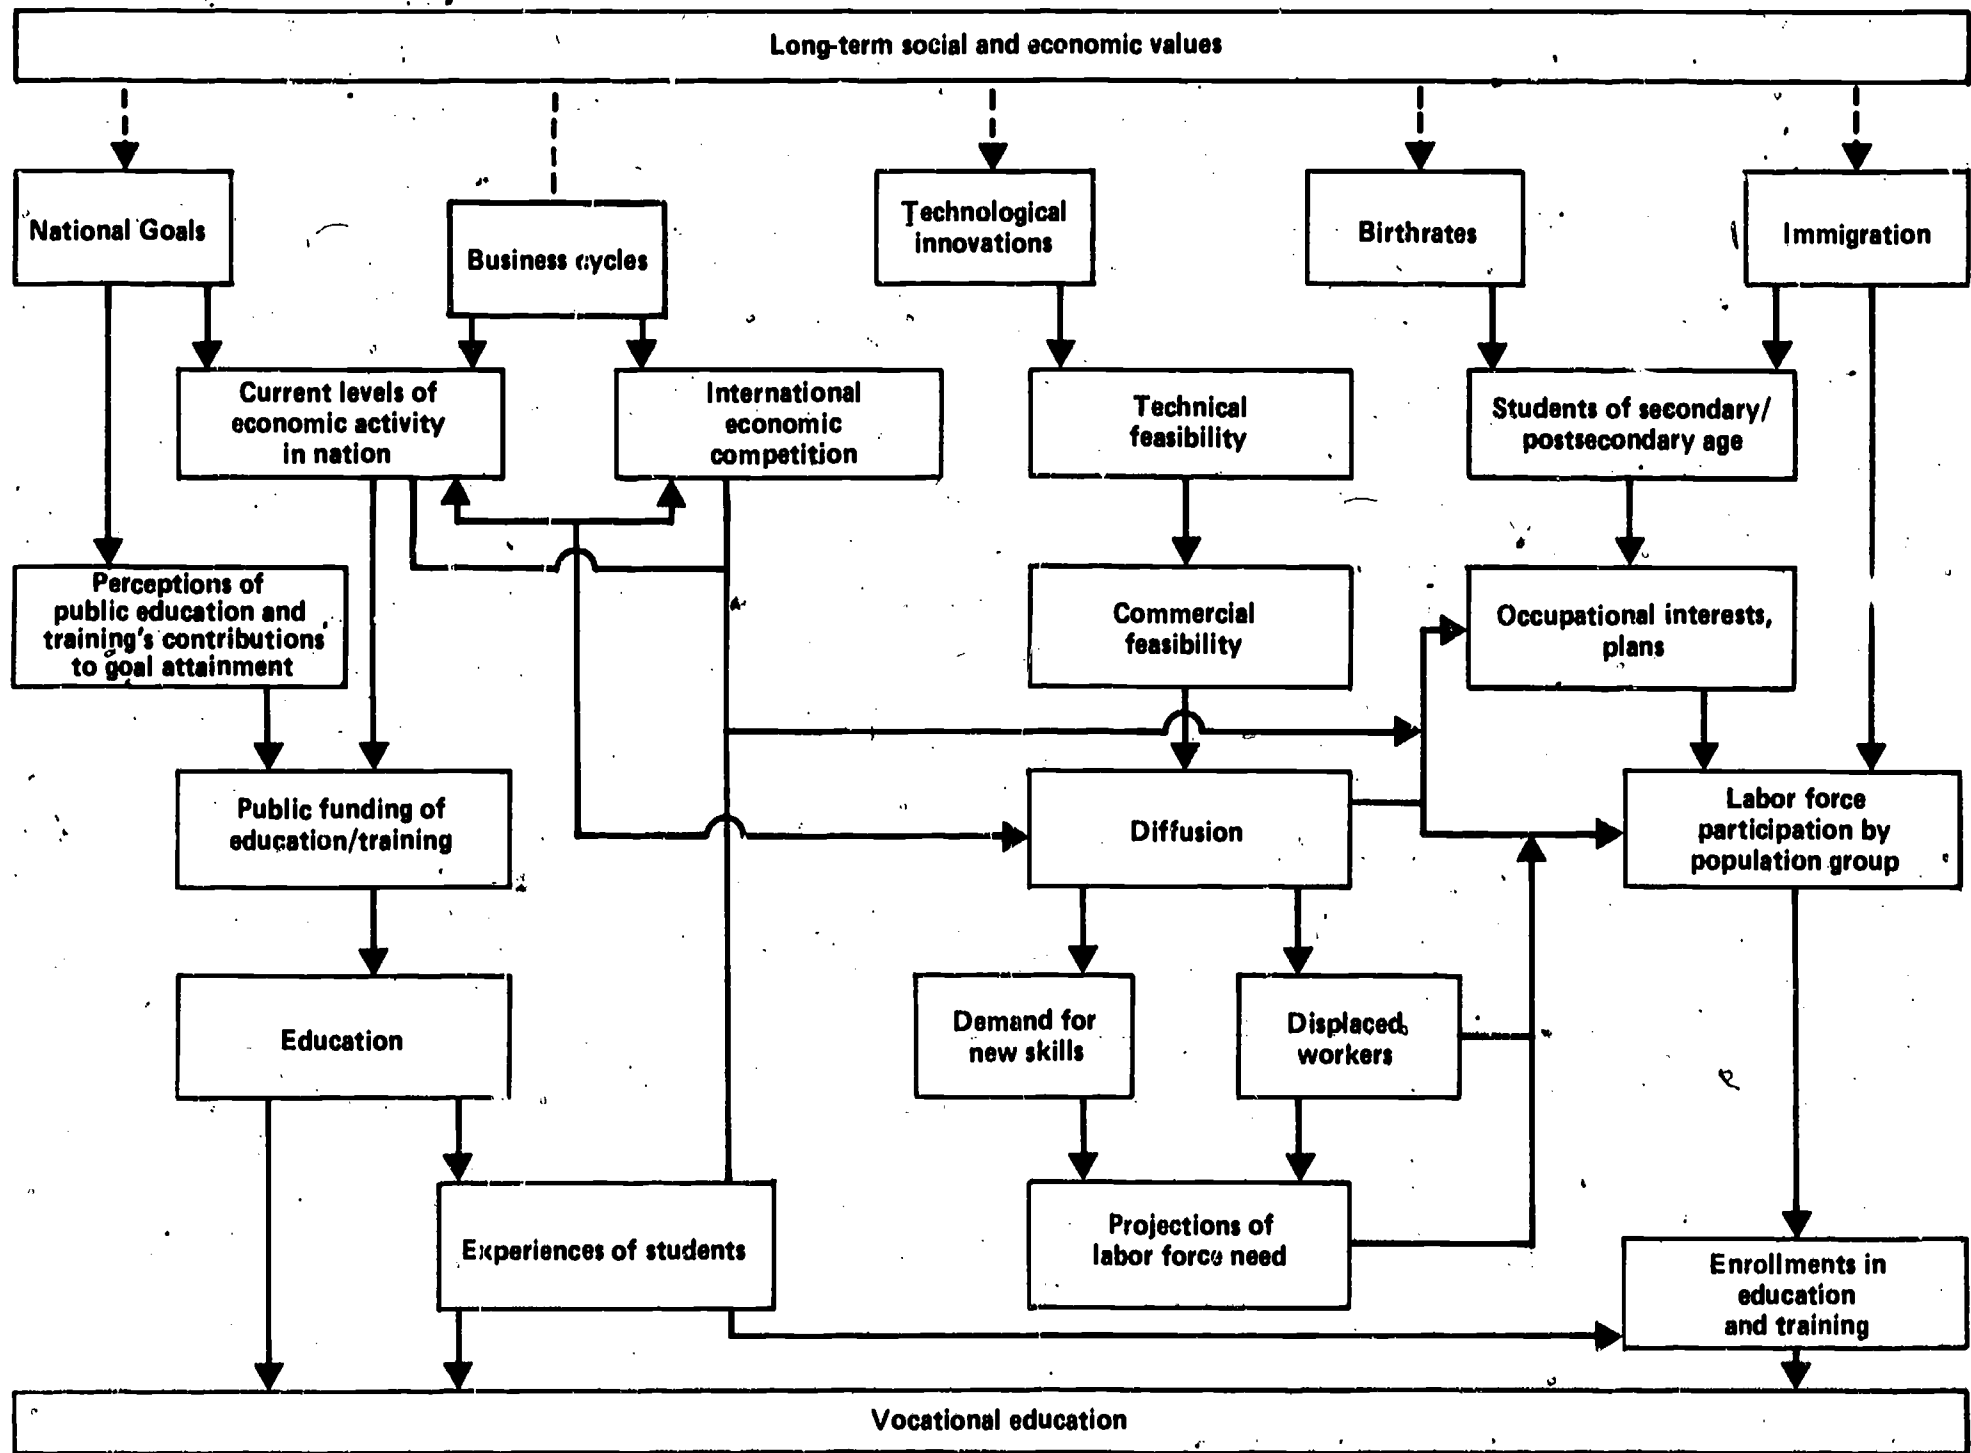 Long-term social and economic values
National Goals
Business cycles
Technological
innovations
Birthrates
Immigration
Current levels of
economic activity
in nation
International
economic
competition
Technical
feasibility
Students of secondary/
postsecondary age
Perceptions of
public education and
training's contributions
to goal attainment
Commercial
feasibility
Occupational interests,
plans
Public funding of
education/training
Diffusion
Labor force
participation by
population group
Education
Demand for
new skills
Displaced
workers
Experiences of students
Projections of
labor force need
Enrollments in
education
and training
Vocational education